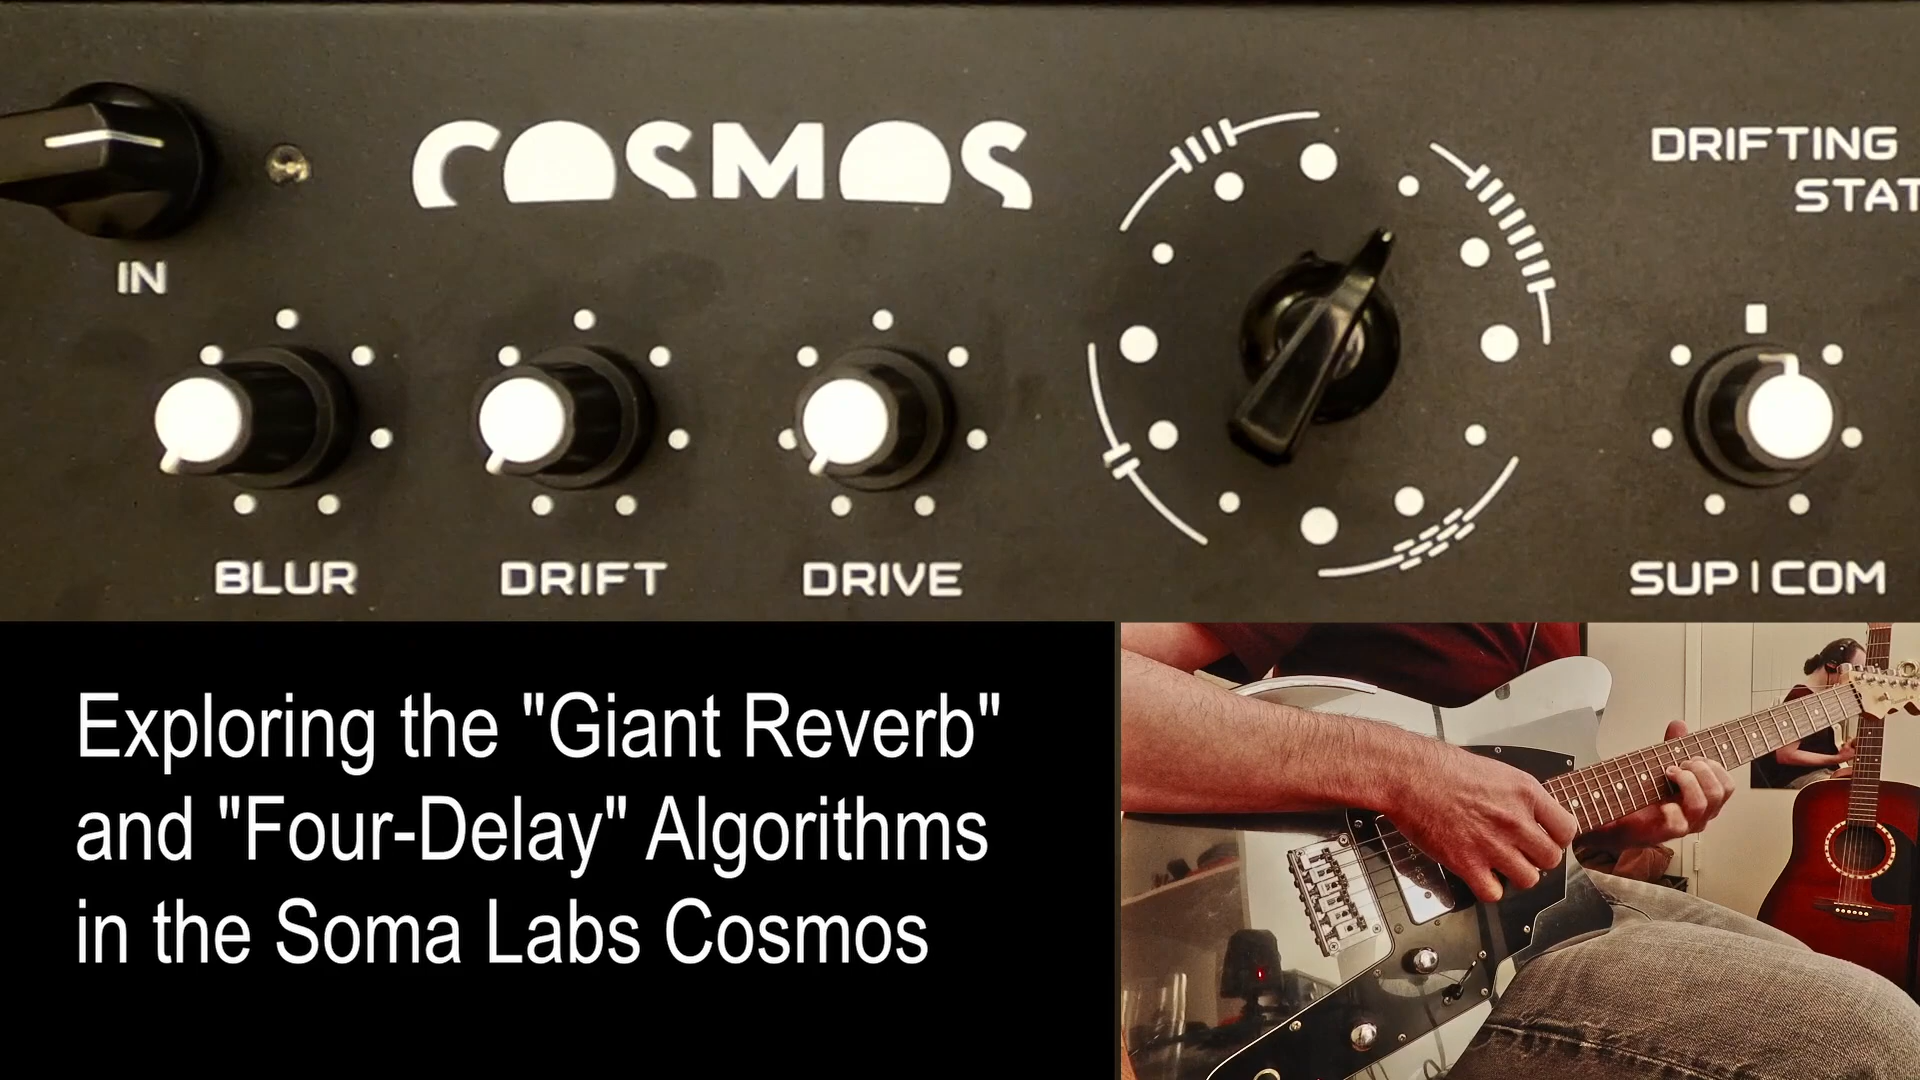 COSMOS
DRIFTING
STAT
IN
BLUR
DRIFT
DRIVE
SUP|COM
Exploring the "Giant Reverb"
and "Four-Delay" Algorithms
in the Soma Labs Cosmos